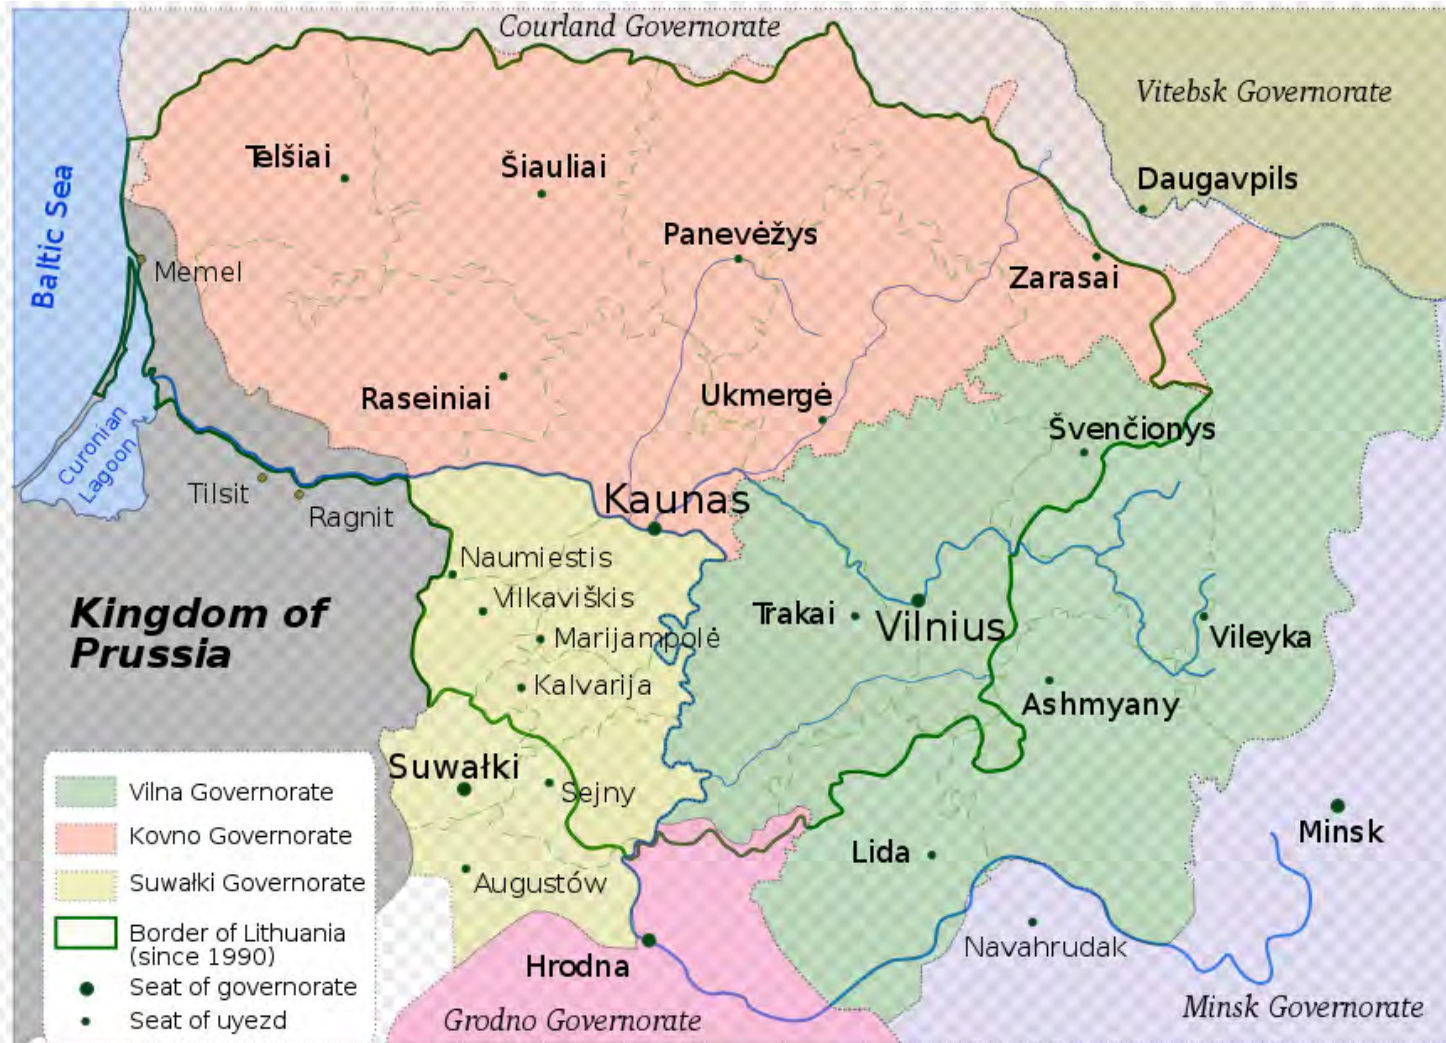 Courland Governorate
Vitebsk Governorate
Telšiai
Šiauliai
Daugavpils
Baltic Sea
Panevėžys
Memel
Zarasai
Raseiniai
Ukmergė
Curonian
Lagoon
Švenčionys
Tilsit
Ragnit
Kaunas
Naumiestis
Vilkaviškis
Kingdom of
Prussia
Trakai
Vilnius
Marijampolė
Vileyka
Kalvarija
Ashmyany
Suwałki
Sejny
Minsk
Lida
Augustów
Navahrudak
Hrodna
Grodno Governorate
Minsk Governorate
Vilna Governorate
Kovno Governorate
Suwałki Governorate
Border of Lithuania
(since 1990)
Seat of governorate
Seat of uyezd